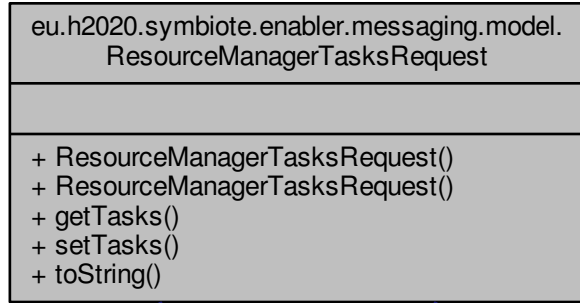 eu.h2020.symbiote.enabler.messaging.model.
ResourceManagerTasksRequest
+ ResourceManagerTasksRequest()
+ ResourceManagerTasksRequest()
+ getTasks()
+ setTasks()
+ toString()